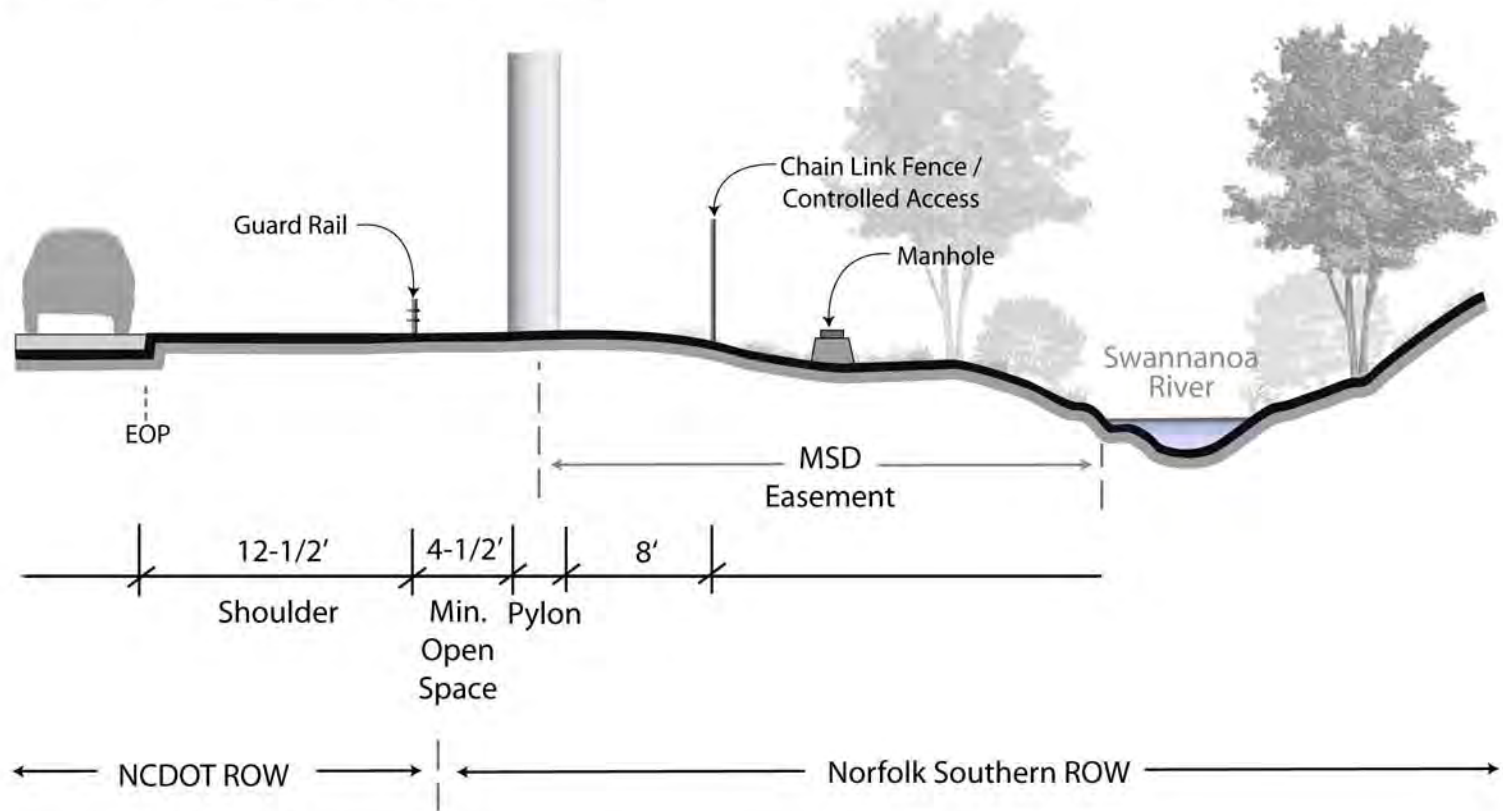 Chain Link Fence /
Controlled Access
Guard Rail
Manhole
Swannanoa
River
EOP
MSD
Easement
12-1/2'
4-1/2'
8'
Shoulder
Min.
Open
Space
Pylon
NCDOT ROW
Norfolk Southern ROW